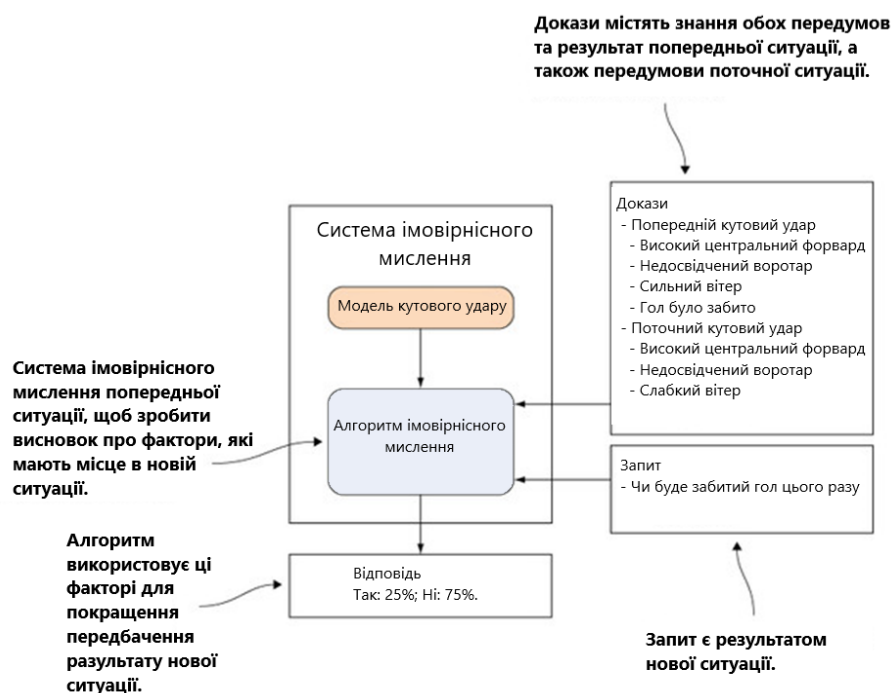 Докази містять знання обох передумов
та результат попередньої ситуації, а
також передумови поточної ситуації.
Докази
- Попередній кутовий удар
- Високий центральний форвард
- Недосвідчений воротар
- Сильний вітер
- Гол було забито
- Поточний кутовий удар
- Високий центральний форвард
- Недосвідчений воротар
- Слабкий вітер
Система імовірнісного
мислення
Модель кутового удару
Алгоритм імовірнісного
мислення
Система імовірнісного
мислення попередньої
ситуації, щоб зробити
висновок про фактори, які
мають місце в новій
ситуації.
Запит
- Чи буде забитий гол цього разу
Алгоритм
використовує ці
факторі для
покращення
передбачення
разультату нової
ситуації.
Відповідь
Так: 25%; Ні: 75%.
Запит є результатом
нової ситуації.